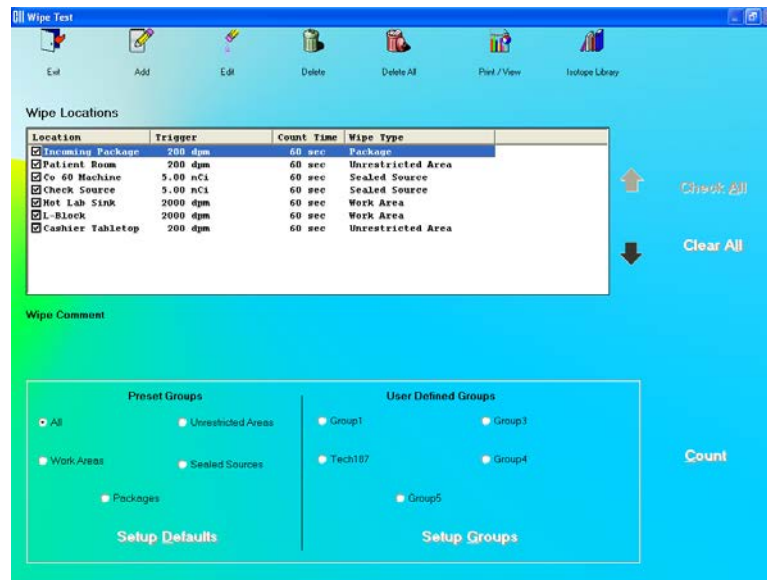 CII Wipe Test
Exit Add Edit Delete Delete All Print / View Isotope Library
Wipe Locations
Location Trigger Count Time Wipe Type
Incoming Package 200 dpm 60 sec Package
Patient Room 200 dpm 60 sec Unrestricted Area
Co 60 Machine 5.00 nCi 60 sec Sealed Source
Check Source 5.00 nCi 60 sec Sealed Source
Hot Lab Sink 2000 dpm 60 sec Work Area
L-Block 2000 dpm 60 sec Work Area
Cashier Tabletop 200 dpm 60 sec Unrestricted Area
Check All
Clear All
Wipe Comment
Preset Groups User Defined Groups
All Unrestricted Areas Group1 Group3
Work Areas Sealed Sources Tech187 Group4
Packages Group5
Count
Setup Defaults Setup Groups